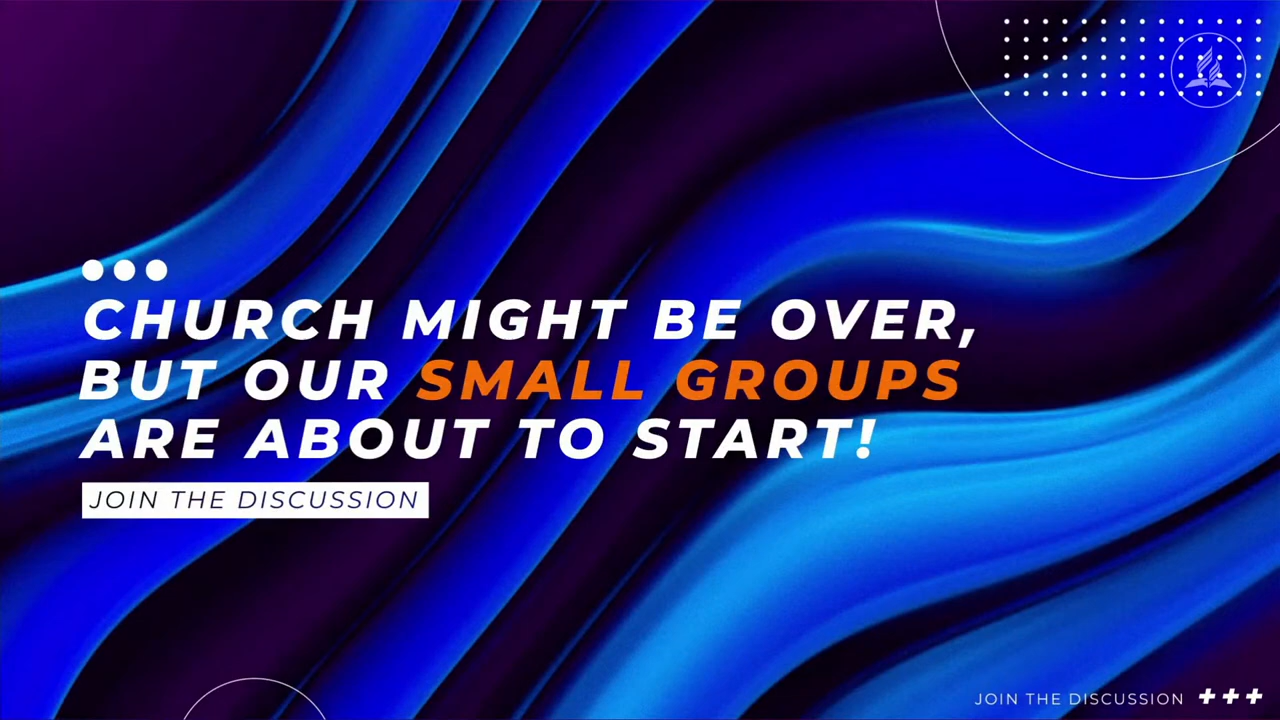 CHURCH MIGHT BE OVER,
BUT OUR SMALL GROUPS
ARE ABOUT TO START!
JOIN THE DISCUSSION
JOIN THE DISCUSSION +++